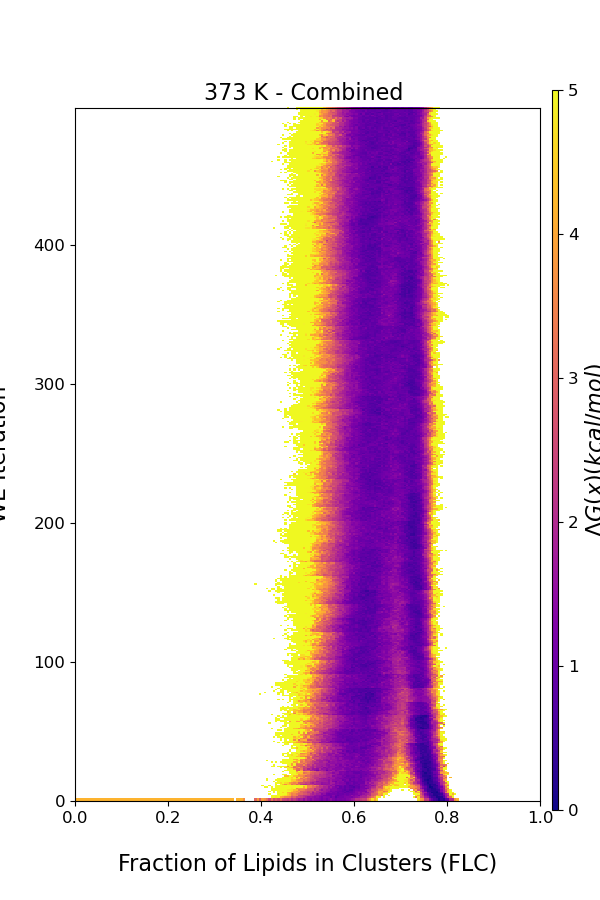 373 K - Combined
400
300
200
100
0
0.0 0.2 0.4 0.6 0.8 1.0
Fraction of Lipids in Clusters (FLC)
5
4
3
2
1
0
ΔG(x)(kcal/mol)